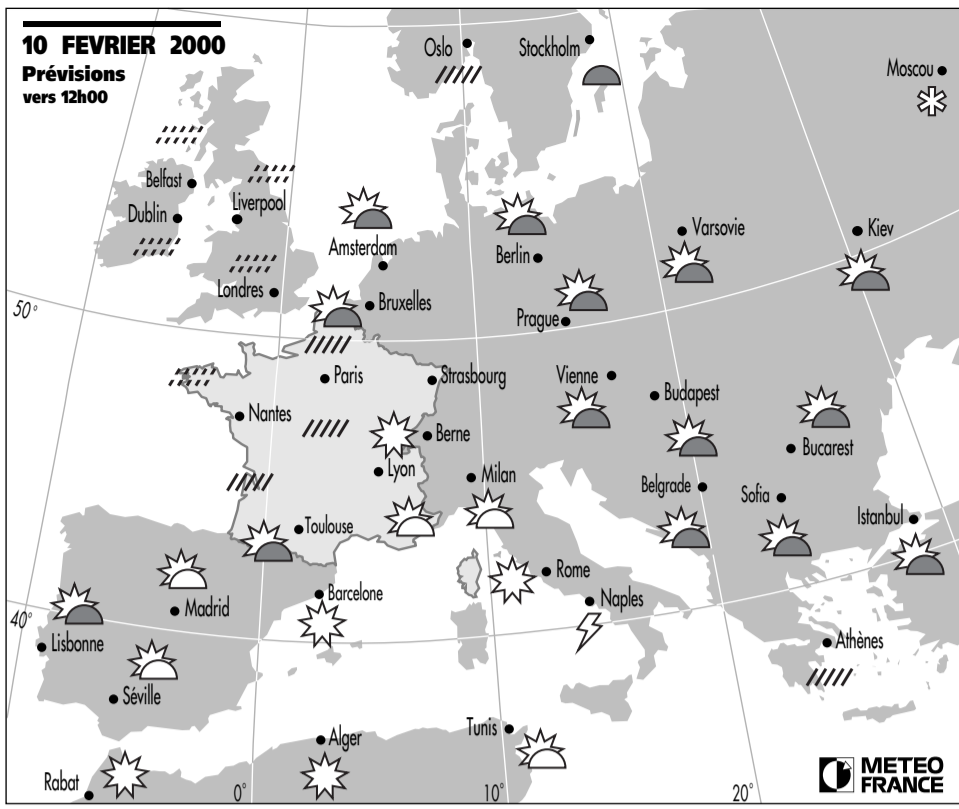 10 FEVRIER 2000
Prévisions
vers 12h00
Oslo
Stockholm
Moscou
Belfast
Dublin
Liverpool
Amsterdam
Berlin
Varsovie
Kiev
Londres
Bruxelles
50°
Prague
Paris
Strasbourg
Vienne
Budapest
Nantes
Berne
Bucarest
Lyon
Milan
Belgrade
Sofia
Istanbul
Toulouse
Rome
Barcelone
Naples
Madrid
40°
Lisbonne
Athènes
Séville
Alger
Tunis
Rabat
0°
10°
20°
METEO
FRANCE